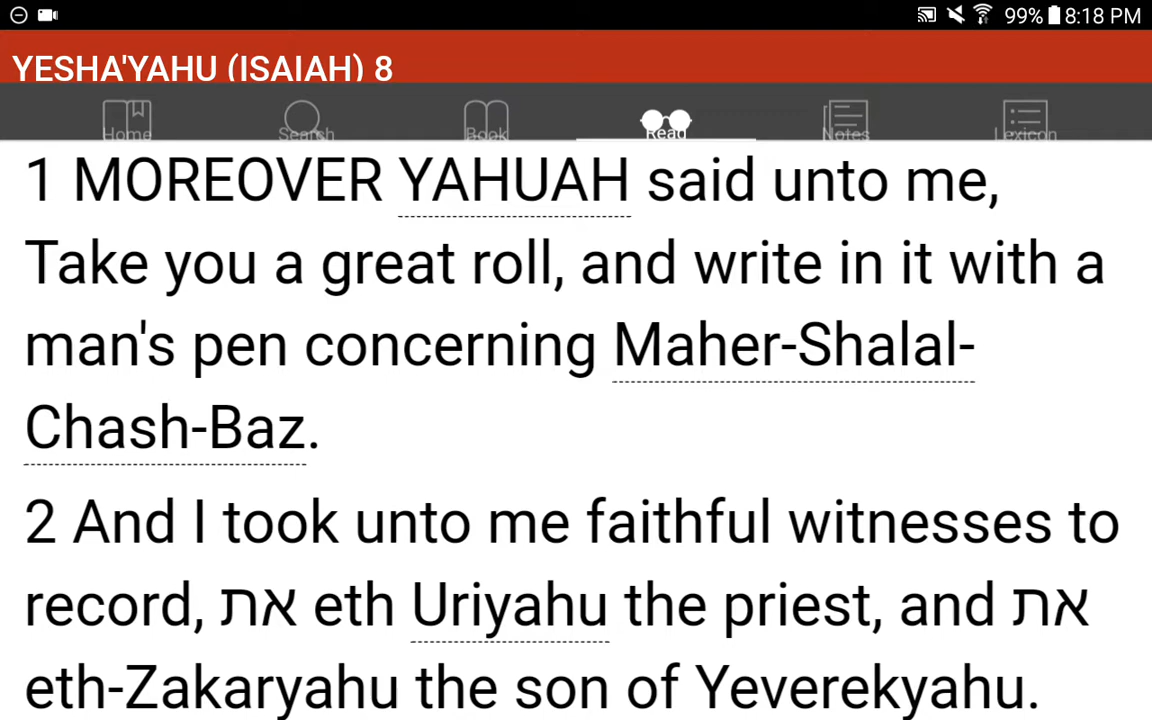 99% 8:18 PM
YESHA'YAHU (ISAIAH) 8
Home Search Book Read Notes Lexicon
1 MOREOVER YAHUAH said unto me,
Take you a great roll, and write in it with a
man's pen concerning Maher-Shalal-
Chash-Baz.
2 And I took unto me faithful witnesses to
record, את eth Uriyahu the priest, and את
eth-Zakaryahu the son of Yeverekyahu.